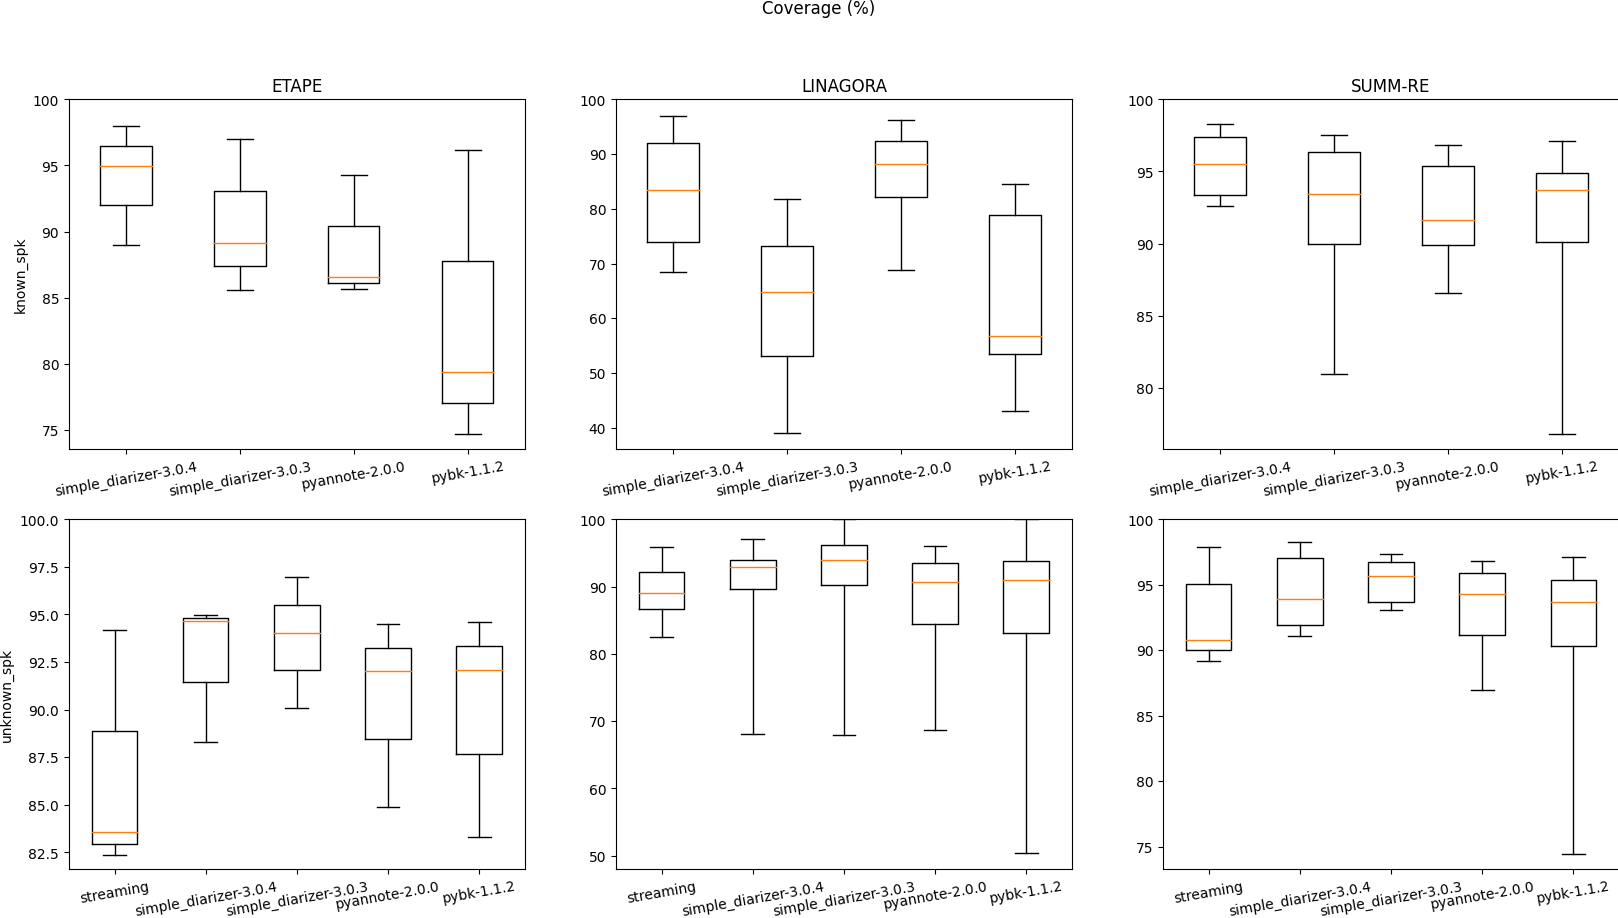 Coverage (%)
ETAPE
LINAGORA
SUMM-RE
known_spk
100
95
90
85
80
75
simple_diarizer-3.0.4
simple_diarizer-3.0.3
pyannote-2.0.0
pybk-1.1.2
100
90
80
70
60
50
40
simple_diarizer-3.0.4
simple_diarizer-3.0.3
pyannote-2.0.0
pybk-1.1.2
100
95
90
85
80
simple_diarizer-3.0.4
simple_diarizer-3.0.3
pyannote-2.0.0
pybk-1.1.2
unknown_spk
100.0
97.5
95.0
92.5
90.0
87.5
85.0
82.5
streaming
simple_diarizer-3.0.4
simple_diarizer-3.0.3
pyannote-2.0.0
pybk-1.1.2
100
90
80
70
60
50
streaming
simple_diarizer-3.0.4
simple_diarizer-3.0.3
pyannote-2.0.0
pybk-1.1.2
100
95
90
85
80
75
streaming
simple_diarizer-3.0.4
simple_diarizer-3.0.3
pyannote-2.0.0
pybk-1.1.2